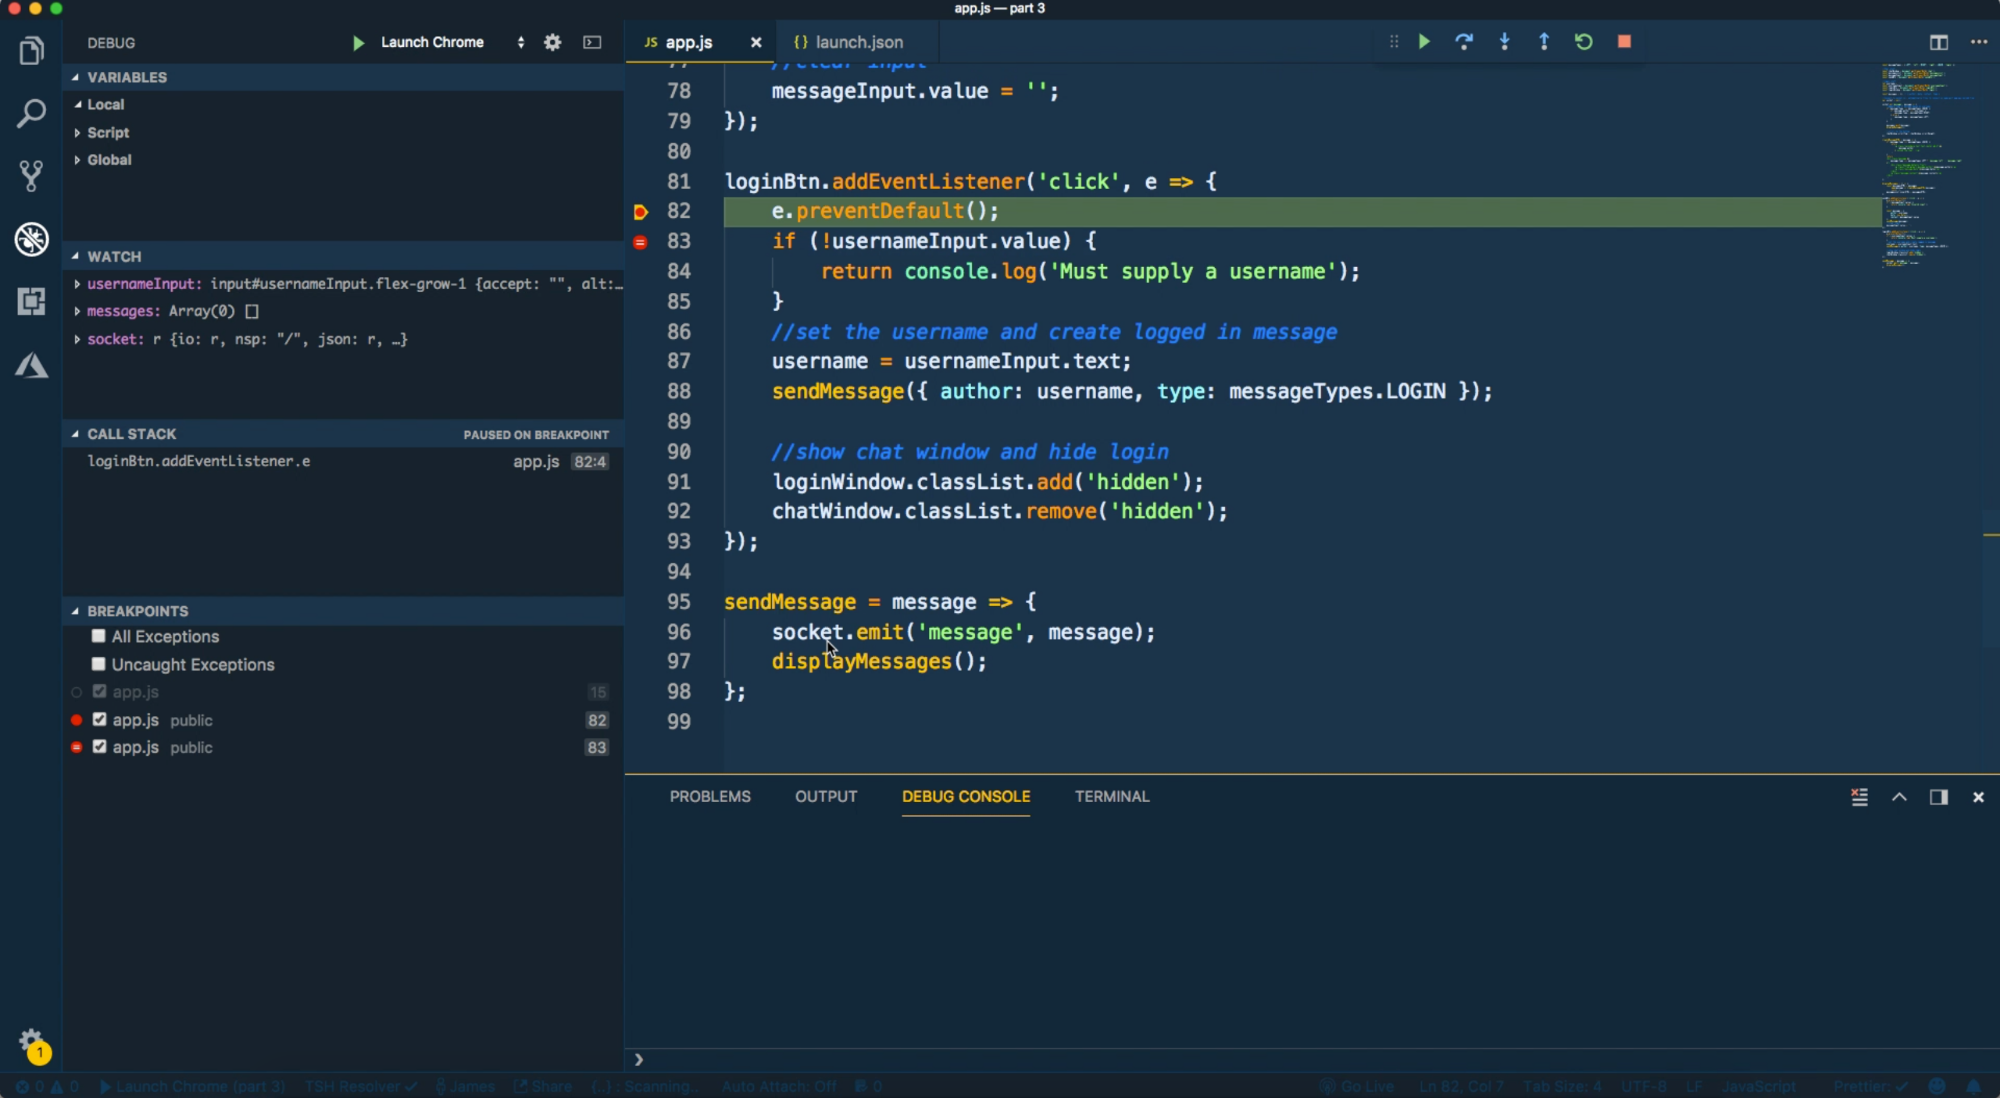 app.js — part 3
DEBUG
Launch Chrome
JS app.js
{} launch.json
VARIABLES
Local
Script
Global
WATCH
usernameInput: input#usernameInput.flex-grow-1 {accept: "", alt:…
messages: Array(0) []
socket: r {io: r, nsp: "/", json: r, …}
CALL STACK
PAUSED ON BREAKPOINT
loginBtn.addEventListener.e
app.js 82:4
BREAKPOINTS
All Exceptions
Uncaught Exceptions
app.js 15
app.js public 82
app.js public 83
77 //clear input
78 messageInput.value = '';
79 });
80
81 loginBtn.addEventListener('click', e => {
82 e.preventDefault();
83 if (!usernameInput.value) {
84 return console.log('Must supply a username');
85 }
86 //set the username and create logged in message
87 username = usernameInput.text;
88 sendMessage({ author: username, type: messageTypes.LOGIN });
89
90 //show chat window and hide login
91 loginWindow.classList.add('hidden');
92 chatWindow.classList.remove('hidden');
93 });
94
95 sendMessage = message => {
96 socket.emit('message', message);
97 displayMessages();
98 };
99
PROBLEMS
OUTPUT
DEBUG CONSOLE
TERMINAL
1
0 0 Launch Chrome (part 3) TSH Resolver James Share {..} : Scanning.. Auto Attach: Off 0
Go Live Ln 82, Col 7 Tab Size: 4 UTF-8 LF JavaScript Prettier: